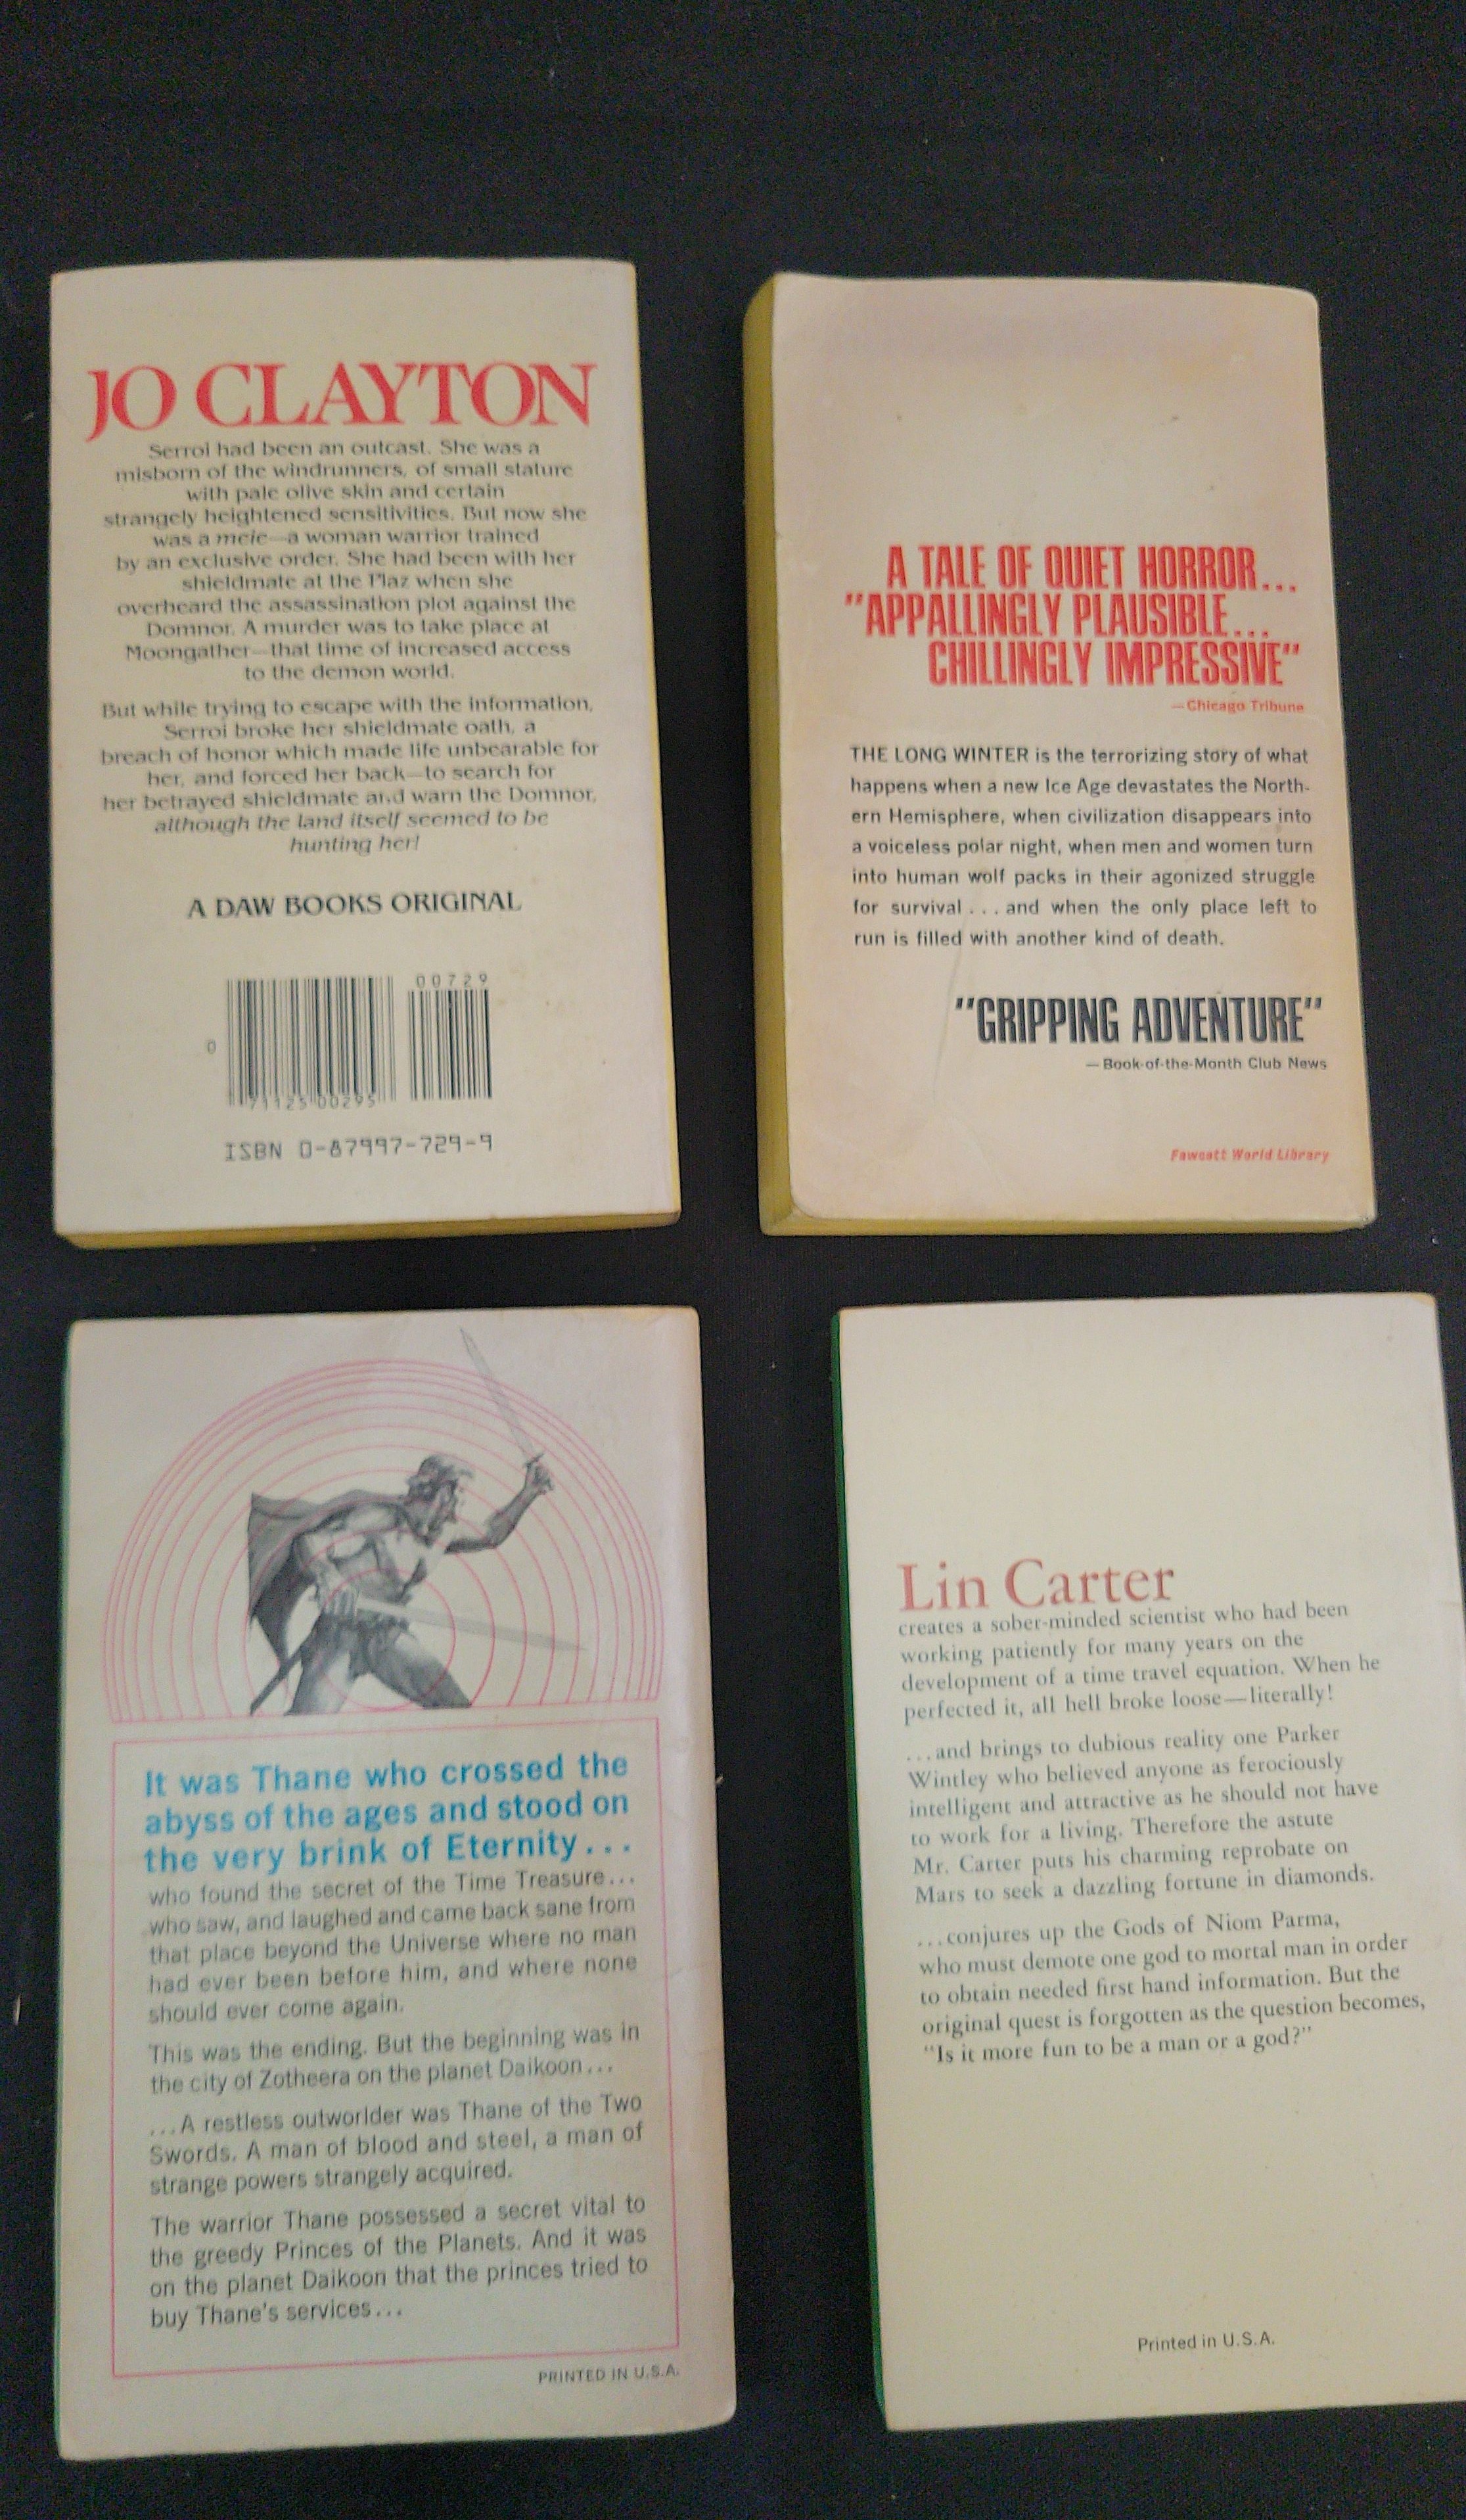 JO CLAYTON
Serroi had been an outcast. She was a
misborn of the windrunners, of small stature
with pale olive skin and certain
strangely heightened sensitivities. But now she
was a meie—a woman warrior trained
by an exclusive order. She had been with her
shieldmate at the Plaz when she
overheard the assassination plot against the
Domnor. A murder was to take place at
Moongather—that time of increased access
to the demon world.
But while trying to escape with the information,
Serroi broke her shieldmate oath, a
breach of honor which made life unbearable for
her, and forced her back—to search for
her betrayed shieldmate and warn the Domnor,
although the land itself seemed to be
hunting her!
A DAW BOOKS ORIGINAL
00729
0
71125 00295
ISBN 0-87997-729-9
A TALE OF QUIET HORROR...
"APPALLINGLY PLAUSIBLE...
CHILLINGLY IMPRESSIVE"
—Chicago Tribune
THE LONG WINTER is the terrorizing story of what
happens when a new Ice Age devastates the North-
ern Hemisphere, when civilization disappears into
a voiceless polar night, when men and women turn
into human wolf packs in their agonized struggle
for survival... and when the only place left to
run is filled with another kind of death.
"GRIPPING ADVENTURE"
—Book-of-the-Month Club News
Fawcett World Library
It was Thane who crossed the
abyss of the ages and stood on
the very brink of Eternity...
who found the secret of the Time Treasure...
who saw, and laughed and came back sane from
that place beyond the Universe where no man
had ever been before him, and where none
should ever come again.
This was the ending. But the beginning was in
the city of Zotheera on the planet Daikoon...
...A restless outworlder was Thane of the Two
Swords. A man of blood and steel, a man of
strange powers strangely acquired.
The warrior Thane possessed a secret vital to
the greedy Princes of the Planets. And it was
on the planet Daikoon that the princes tried to
buy Thane's services...
PRINTED IN U.S.A.
Lin Carter
creates a sober-minded scientist who had been
working patiently for many years on the
development of a time travel equation. When he
perfected it, all hell broke loose—literally!
...and brings to dubious reality one Parker
Wintley who believed anyone as ferociously
intelligent and attractive as he should not have
to work for a living. Therefore the astute
Mr. Carter puts his charming reprobate on
Mars to seek a dazzling fortune in diamonds.
...conjures up the Gods of Niom Parma,
who must demote one god to mortal man in order
to obtain needed first hand information. But the
original quest is forgotten as the question becomes,
"Is it more fun to be a man or a god?"
Printed in U.S.A.